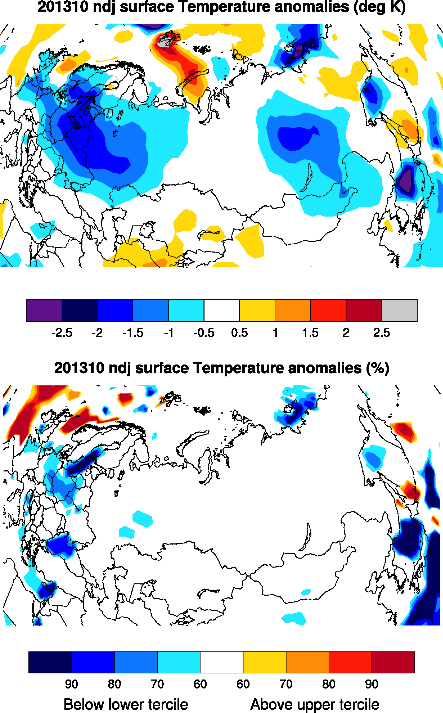 201310 ndj surface Temperature anomalies (deg K)
-2.5 -2 -1.5 -1 -0.5 0.5 1 1.5 2 2.5
201310 ndj surface Temperature anomalies (%)
90 80 70 60 60 70 80 90
Below lower tercile Above upper tercile